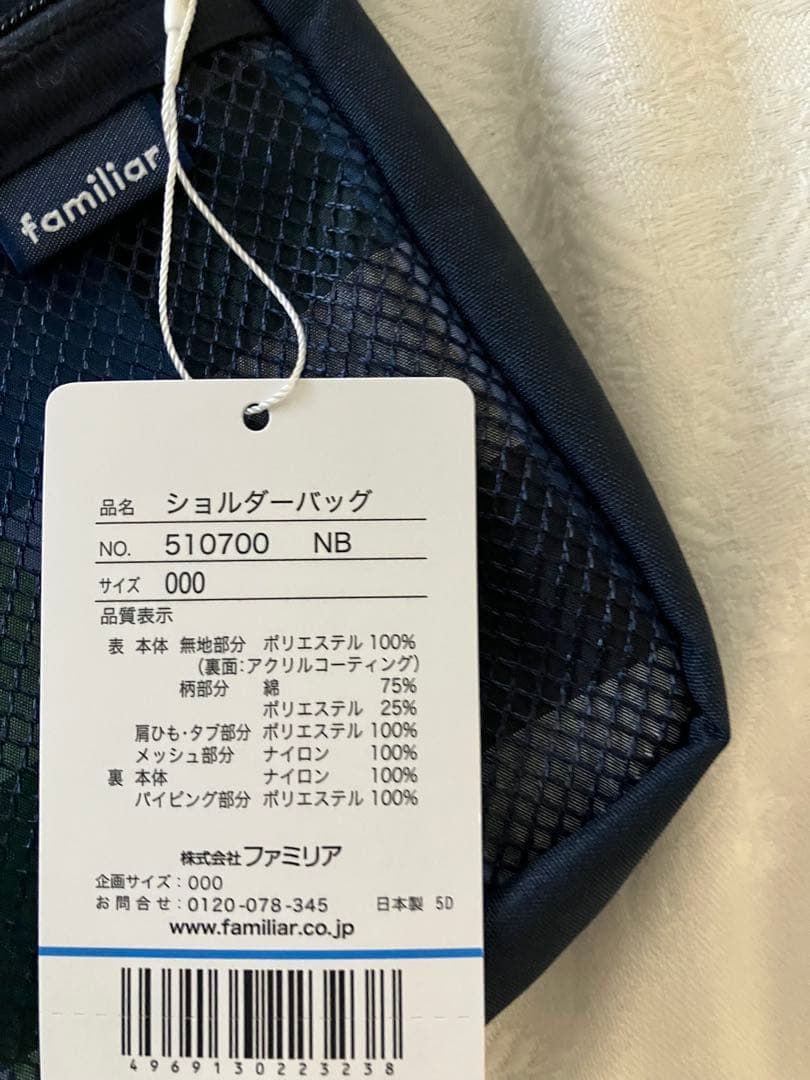 familiar
品名 ショルダーバッグ
NO. 510700 NB
サイズ 000
品質表示
表 本体 無地部分 ポリエステル 100%
(裏面:アクリルコーティング)
柄部分 綿 75%
ポリエステル 25%
肩ひも・タブ部分 ポリエステル 100%
メッシュ部分 ナイロン 100%
裏 本体 ナイロン 100%
パイピング部分 ポリエステル 100%
株式会社ファミリア
企画サイズ:000
お問合せ:0120-078-345 日本製 5D
www.familiar.co.jp
4969130223238